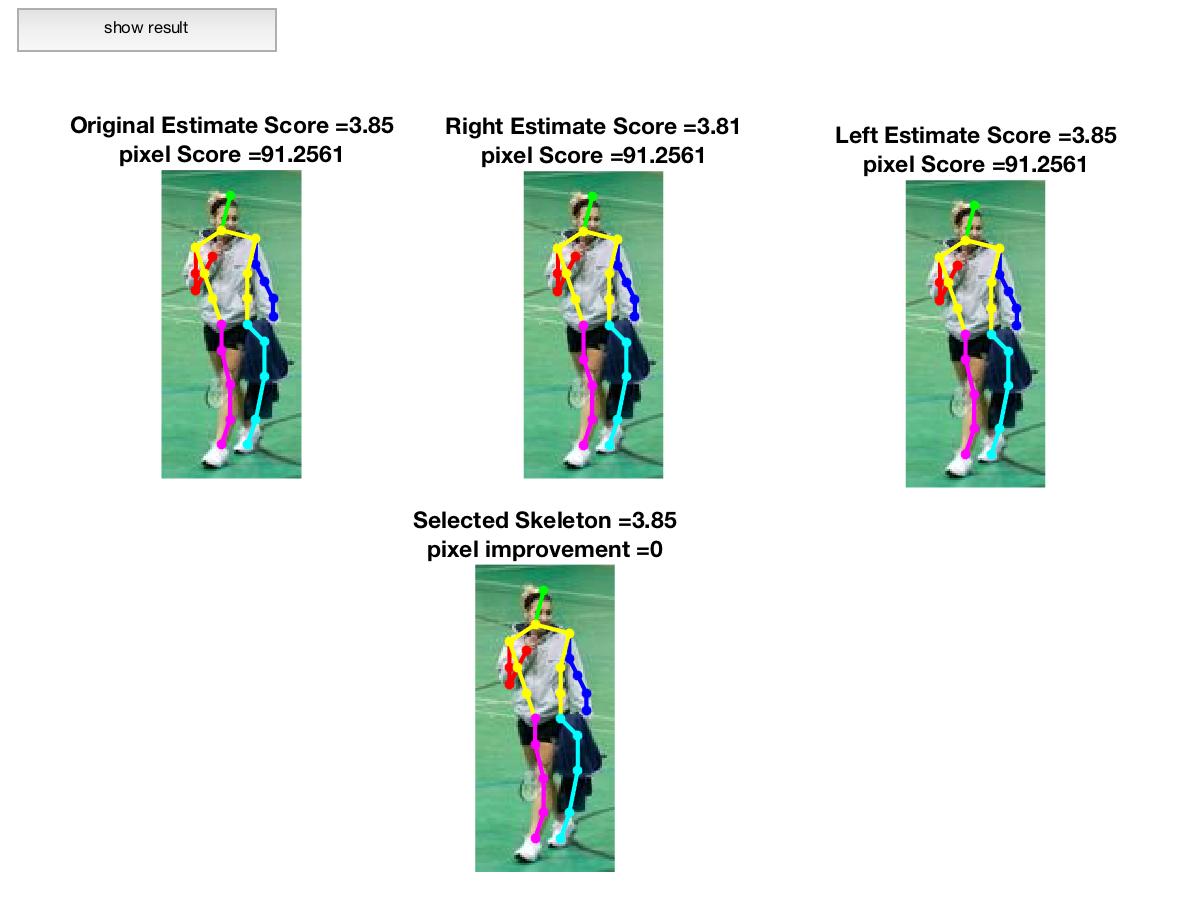 show result
Original Estimate Score =3.85
pixel Score =91.2561
Right Estimate Score =3.81
pixel Score =91.2561
Left Estimate Score =3.85
pixel Score =91.2561
Selected Skeleton =3.85
pixel improvement =0